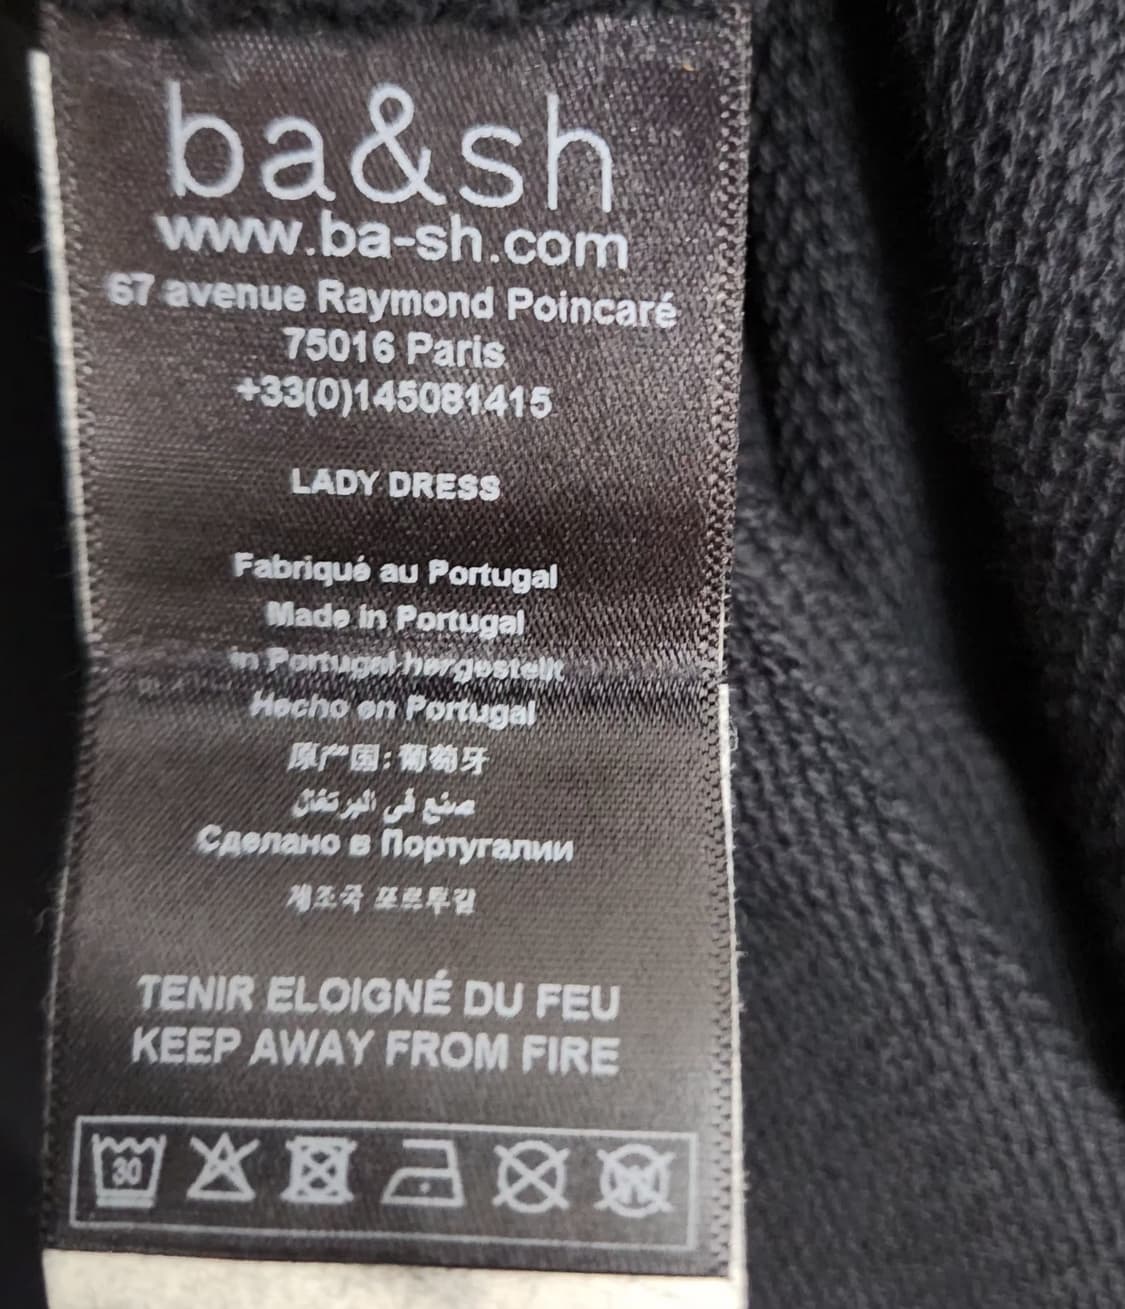 ba&sh
www.ba-sh.com
67 avenue Raymond Poincaré
75016 Paris
+33(0)145081415
LADY DRESS
Fabriqué au Portugal
Made in Portugal
in Portugal hergestellt
Hecho en Portugal
原产国: 葡萄牙
صنع في البرتغال
Сделано в Португалии
제조국 포르투갈
TENIR ELOIGNÉ DU FEU
KEEP AWAY FROM FIRE
30
W